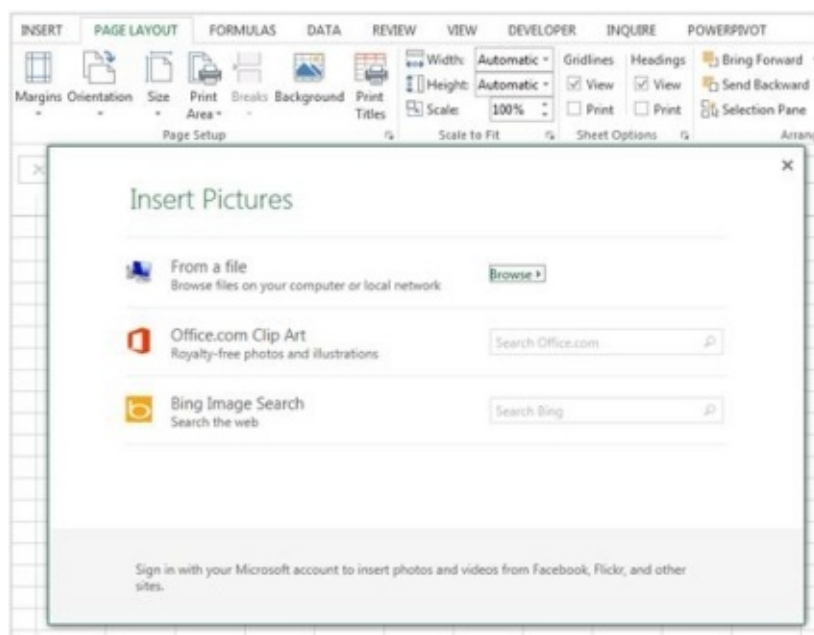 INSERT PAGE LAYOUT FORMULAS DATA REVIEW VIEW DEVELOPER INQUIRE POWERPIVOT
Width: Automatic Gridlines Headings Bring Forward
Height: Automatic View View Send Backward
Margins Orientation Size Print Area Breaks Background Print Titles
Scale: 100% Print Print Selection Pane
Page Setup Scale to Fit Sheet Options Arran
Insert Pictures
From a file
Browse files on your computer or local network
Browse
Office.com Clip Art
Royalty-free photos and illustrations
Search Office.com
Bing Image Search
Search the web
Search Bing
Sign in with your Microsoft account to insert photos and videos from Facebook, Flickr, and other
sites.